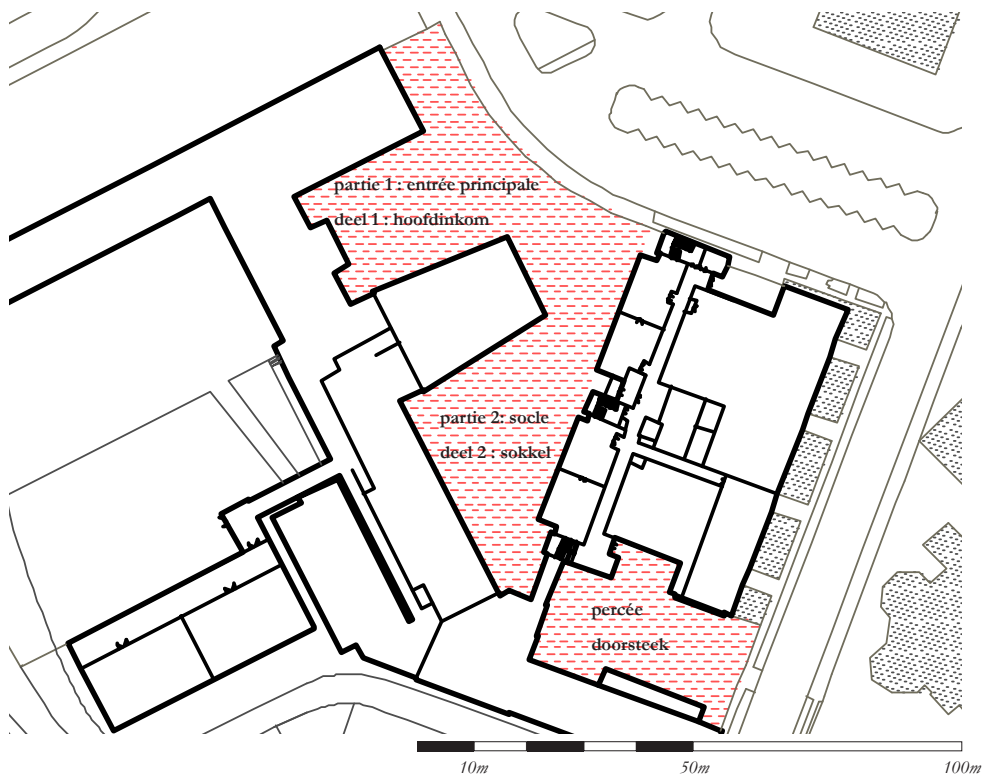 partie 1 : entrée principale
deel 1 : hoofdinkom
partie 2: socle
deel 2 : sokkel
percée
doorsteek
10m
50m
100m